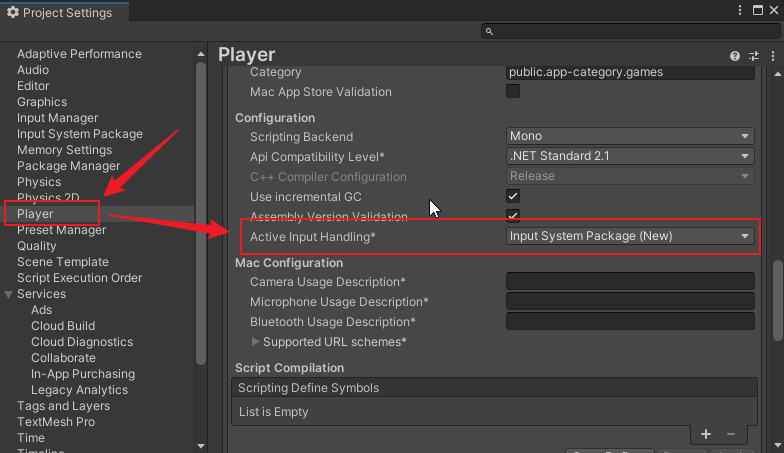 Project Settings
Adaptive Performance
Audio
Editor
Graphics
Input Manager
Input System Package
Memory Settings
Package Manager
Physics
Physics 2D
Player
Preset Manager
Quality
Scene Template
Script Execution Order
Services
Ads
Cloud Build
Cloud Diagnostics
Collaborate
In-App Purchasing
Legacy Analytics
Tags and Layers
TextMesh Pro
Time
Timeline
Player
Category public.app-category.games
Mac App Store Validation
Configuration
Scripting Backend Mono
Api Compatibility Level* .NET Standard 2.1
C++ Compiler Configuration Release
Use incremental GC
Assembly Version Validation
Active Input Handling* Input System Package (New)
Mac Configuration
Camera Usage Description*
Microphone Usage Description*
Bluetooth Usage Description*
Supported URL schemes*
Script Compilation
Scripting Define Symbols
List is Empty